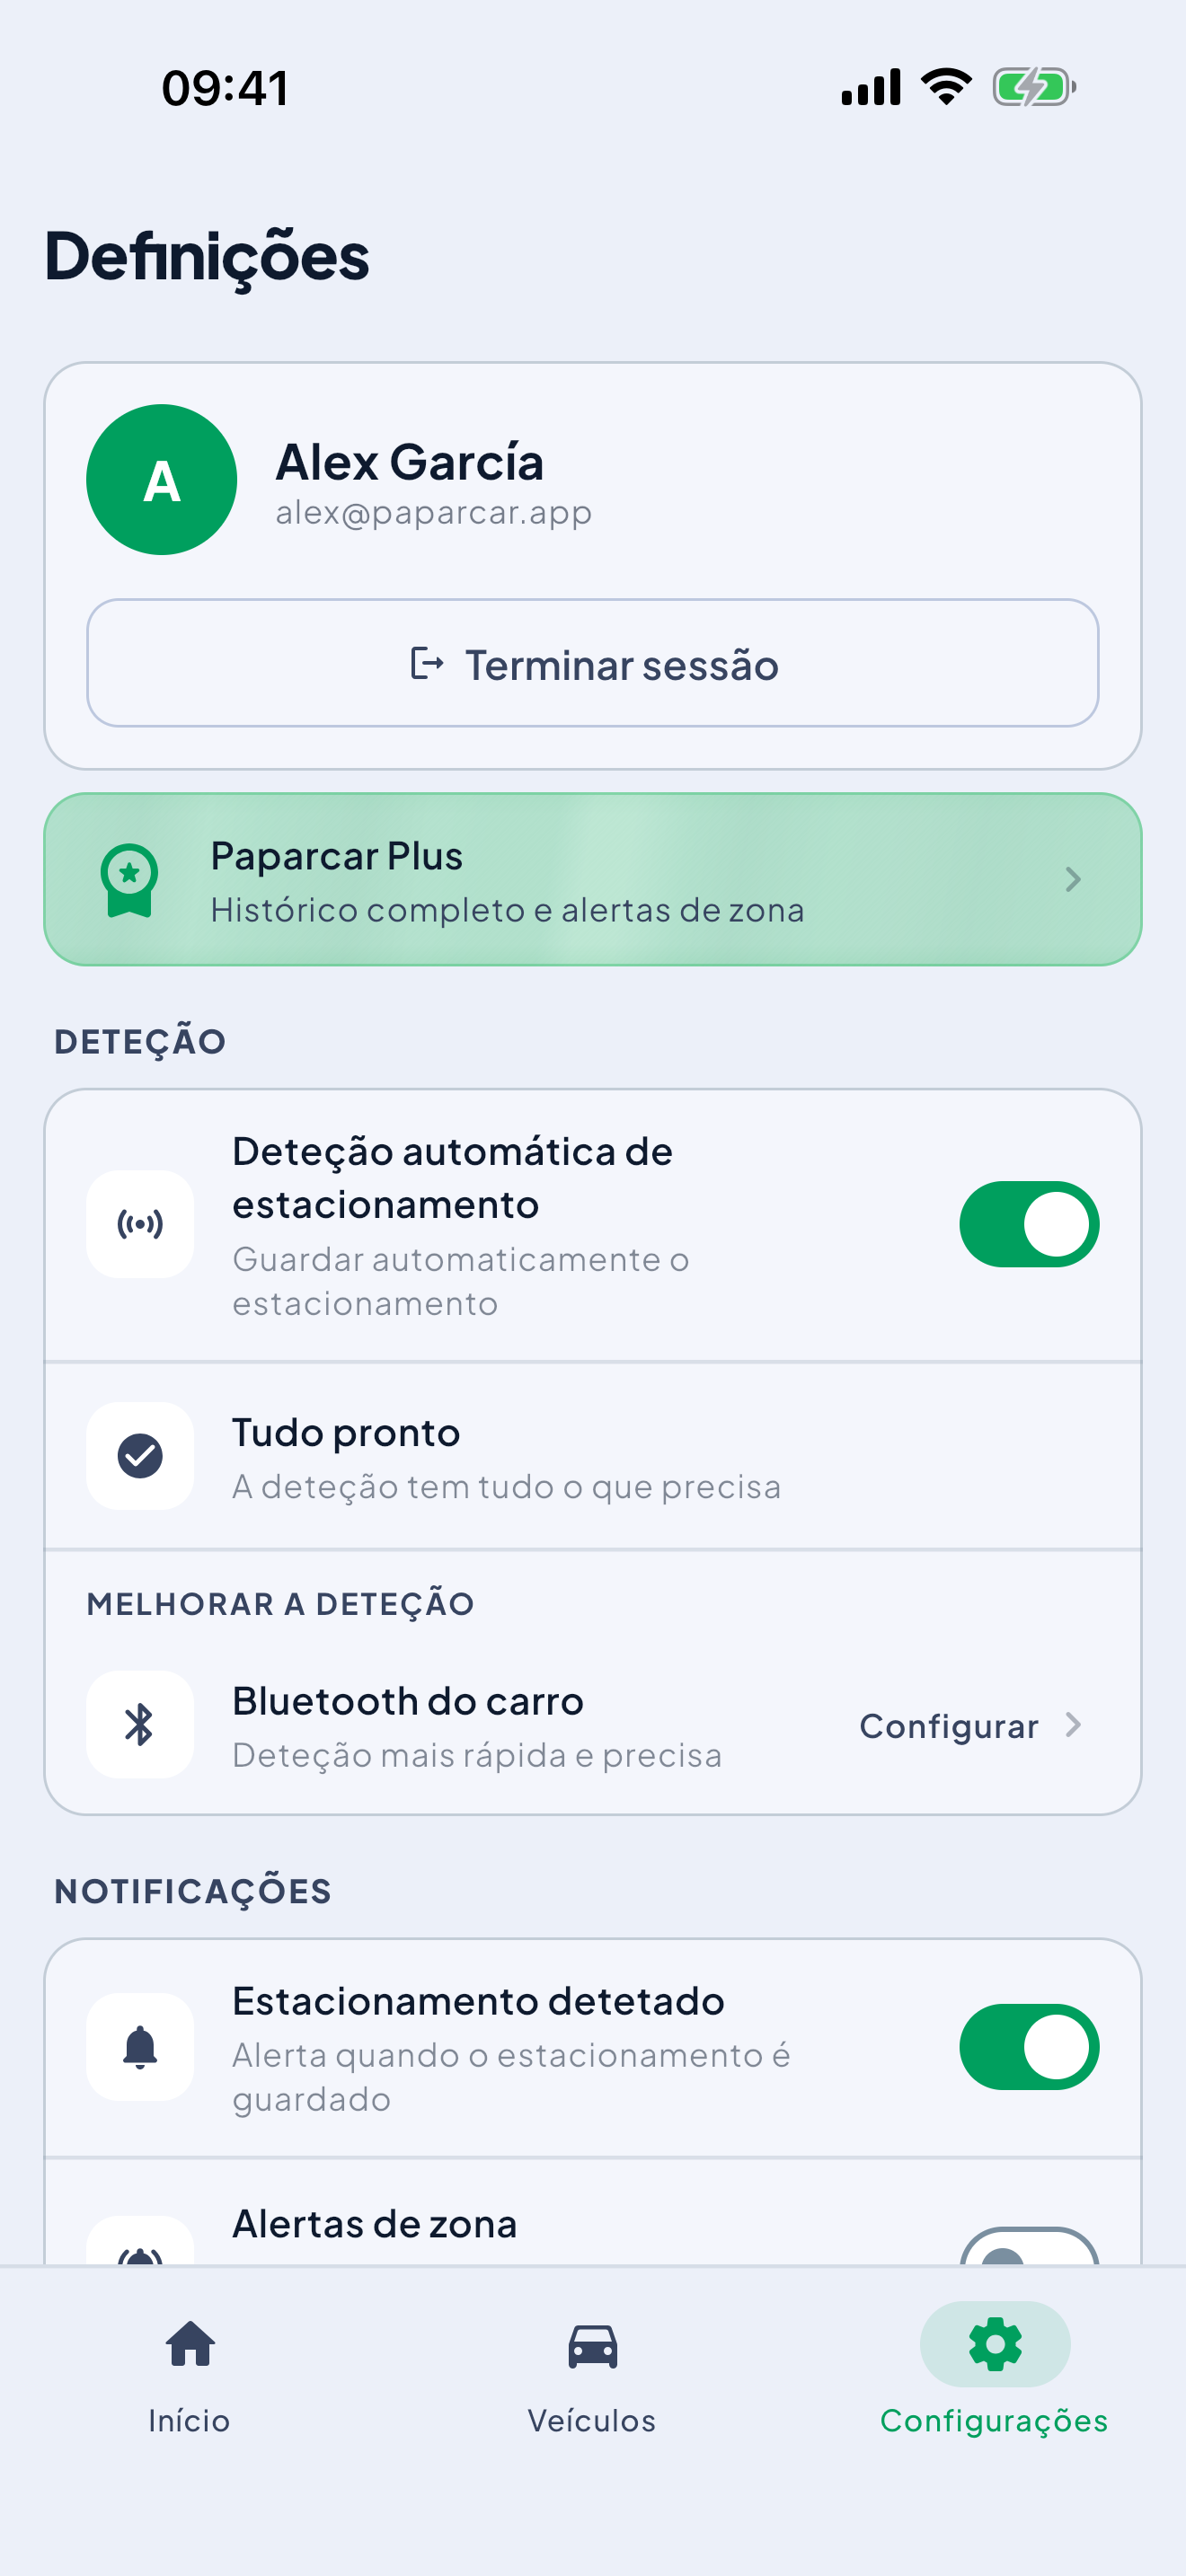 09:41
Definições
A
Alex García
alex@paparcar.app
Terminar sessão
Paparcar Plus
Histórico completo e alertas de zona
DETEÇÃO
Deteção automática de
estacionamento
Guardar automaticamente o
estacionamento
Tudo pronto
A deteção tem tudo o que precisa
MELHORAR A DETEÇÃO
Bluetooth do carro
Deteção mais rápida e precisa
Configurar
NOTIFICAÇÕES
Estacionamento detetado
Alerta quando o estacionamento é
guardado
Alertas de zona
Início
Veículos
Configurações